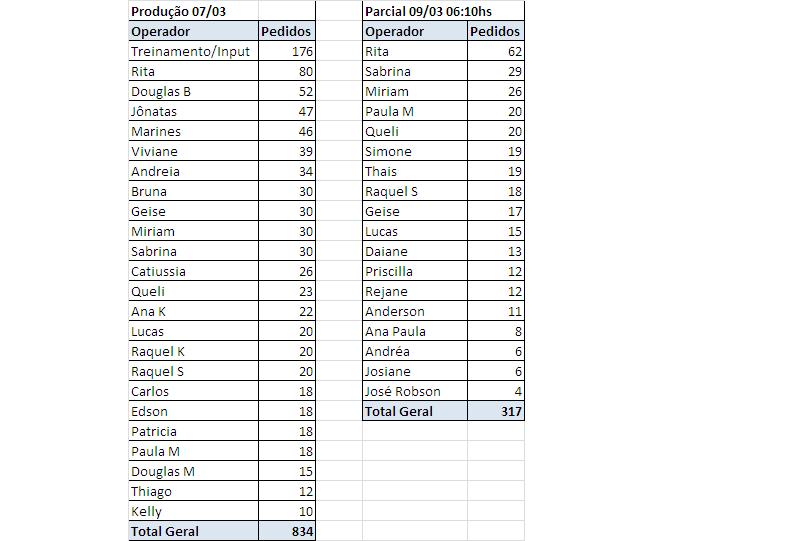 Produção 07/03
Operador Pedidos
Treinamento/Input 176
Rita 80
Douglas B 52
Jônatas 47
Marines 46
Viviane 39
Andreia 34
Bruna 30
Geise 30
Miriam 30
Sabrina 30
Catiussia 26
Queli 23
Ana K 22
Lucas 20
Raquel K 20
Raquel S 20
Carlos 18
Edson 18
Patricia 18
Paula M 18
Douglas M 15
Thiago 12
Kelly 10
Total Geral 834
Parcial 09/03 06:10hs
Operador Pedidos
Rita 62
Sabrina 29
Miriam 26
Paula M 20
Queli 20
Simone 19
Thais 19
Raquel S 18
Geise 17
Lucas 15
Daiane 13
Priscilla 12
Rejane 12
Anderson 11
Ana Paula 8
Andréa 6
Josiane 6
José Robson 4
Total Geral 317